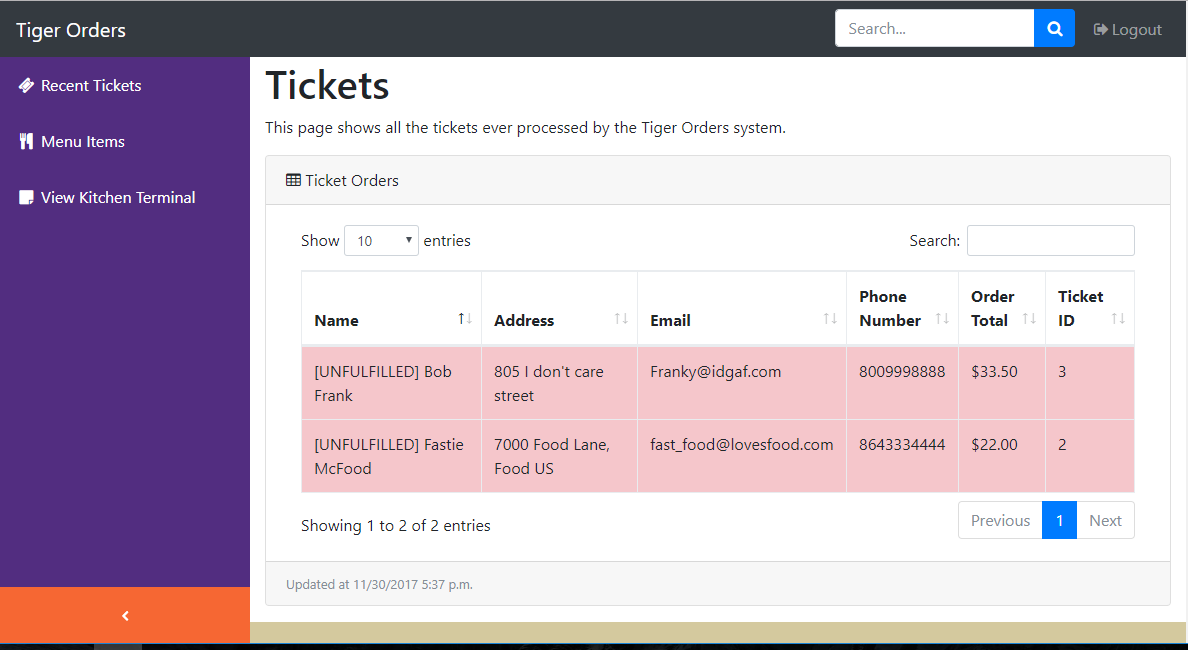 Tiger Orders
Search...
Logout
Recent Tickets
Menu Items
View Kitchen Terminal
Tickets
This page shows all the tickets ever processed by the Tiger Orders system.
Ticket Orders
Show 10 entries
Search:
Name Address Email Phone Number Order Total Ticket ID
[UNFULFILLED] Bob Frank 805 I don't care street Franky@idgaf.com 8009998888 $33.50 3
[UNFULFILLED] Fastie McFood 7000 Food Lane, Food US fast_food@lovesfood.com 8643334444 $22.00 2
Showing 1 to 2 of 2 entries
Previous 1 Next
Updated at 11/30/2017 5:37 p.m.